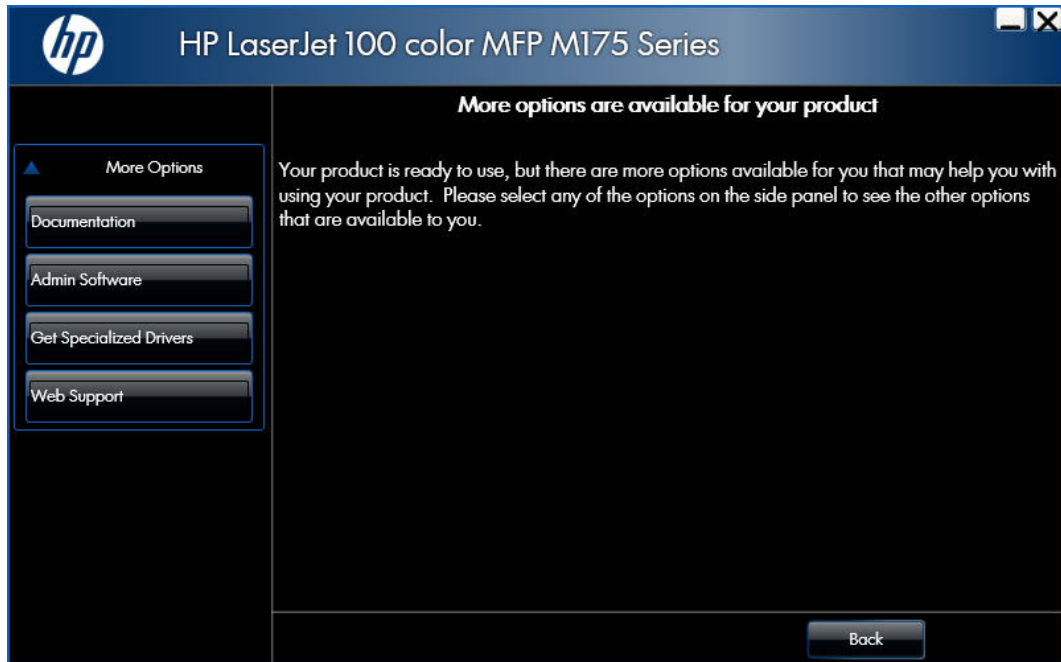 hp
HP LaserJet 100 color MFP M175 Series
More Options
Documentation
Admin Software
Get Specialized Drivers
Web Support
More options are available for your product
Your product is ready to use, but there are more options available for you that may help you with
using your product. Please select any of the options on the side panel to see the other options
that are available to you.
Back